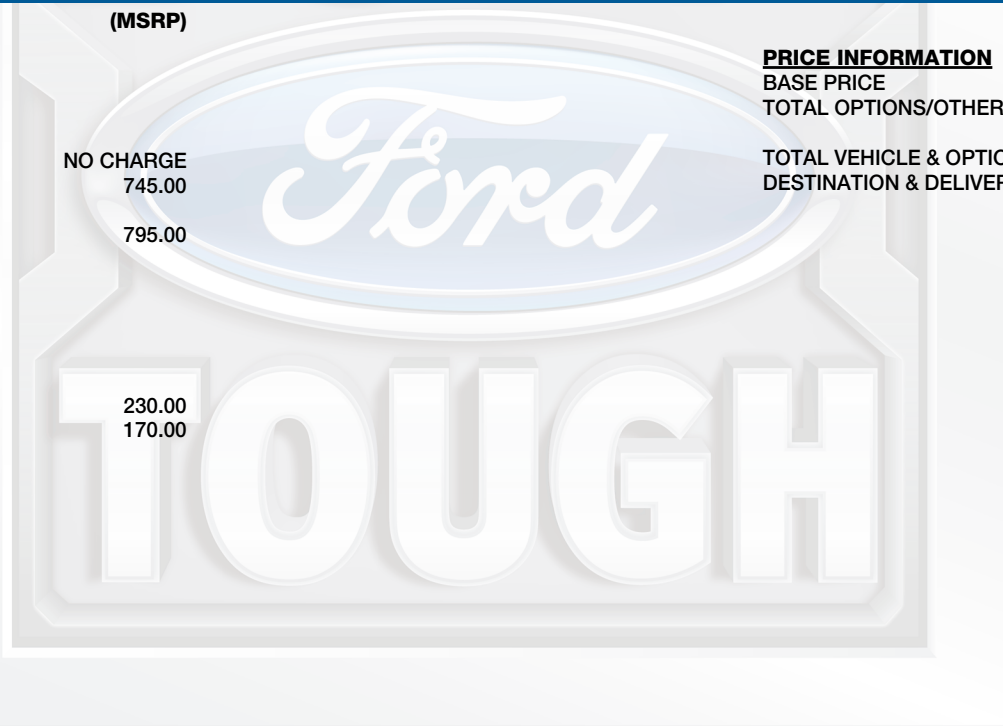 (MSRP)
NO CHARGE
745.00
795.00
230.00
170.00
PRICE INFORMATION
BASE PRICE
TOTAL OPTIONS/OTHER
TOTAL VEHICLE & OPTIO
DESTINATION & DELIVER
Ford
TOUGH